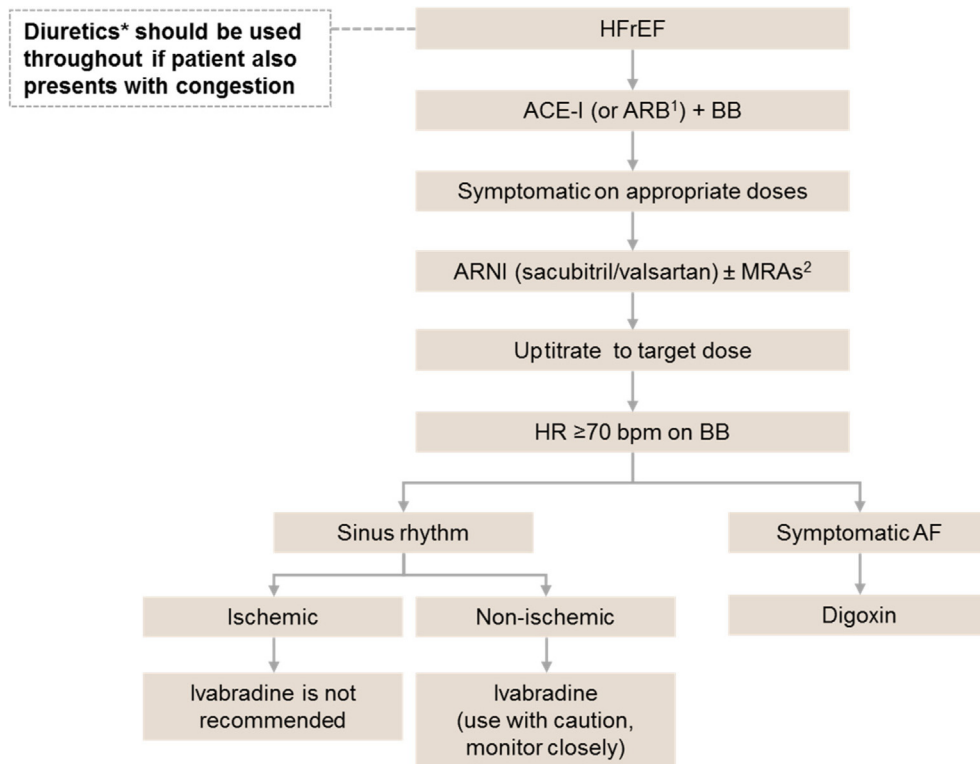 Diuretics* should be used
throughout if patient also
presents with congestion
HFrEF
ACE-I (or ARB¹) + BB
Symptomatic on appropriate doses
ARNI (sacubitril/valsartan) ± MRAs²
Uptitrate to target dose
HR ≥70 bpm on BB
Sinus rhythm
Symptomatic AF
Ischemic
Non-ischemic
Digoxin
Ivabradine is not
recommended
Ivabradine
(use with caution,
monitor closely)